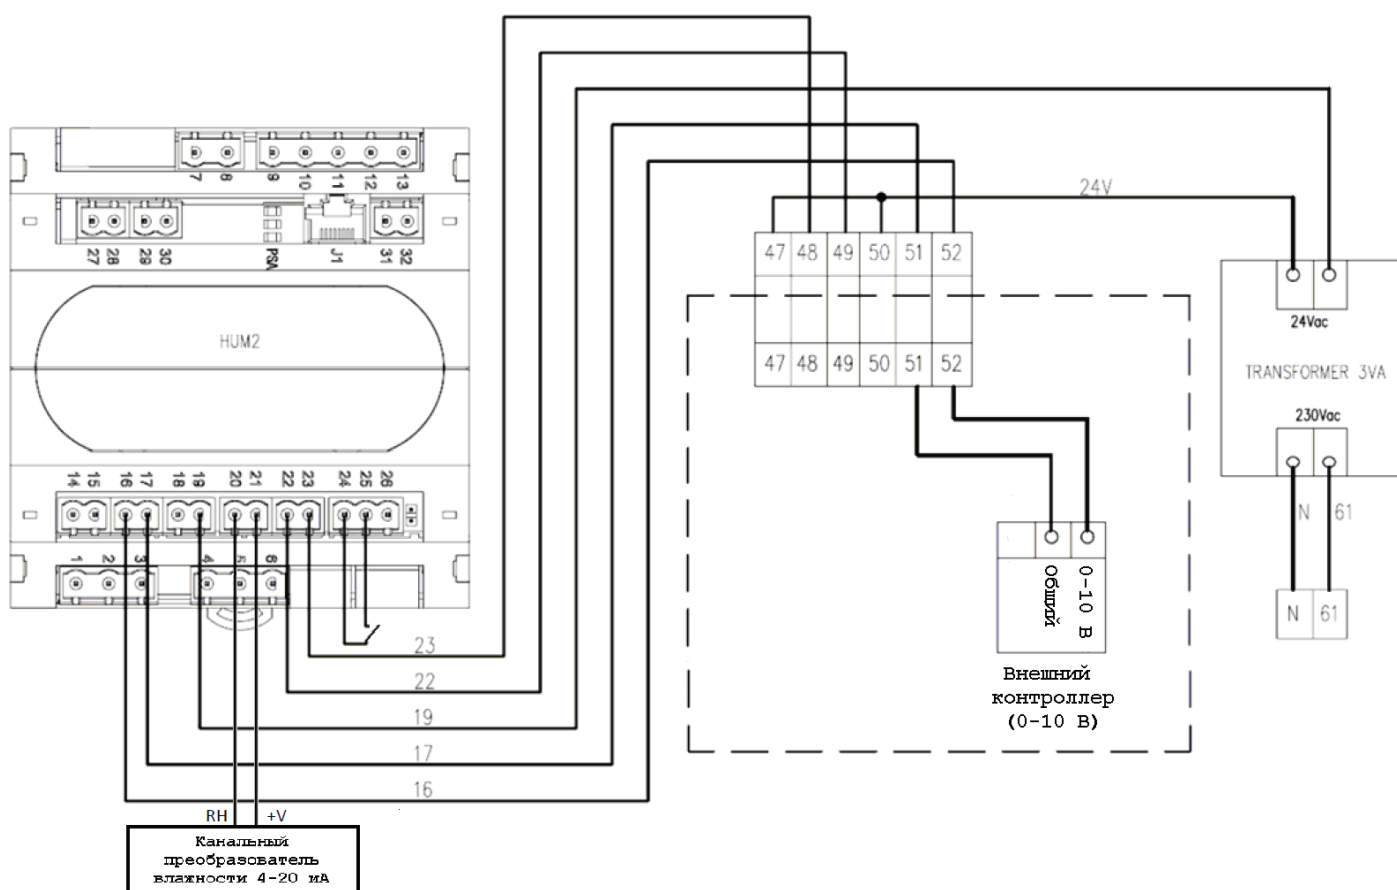 24V
7 8 9 10 11 12 13
27 28 29 30 PSA J1 31 32
47 48 49 50 51 52
24Vac
HUM2
47 48 49 50 51 52
TRANSFORMER 3VA
230Vac
14 15 16 17 18 19 20 21 22 23 24 25 26
N 61
1 2 3 4 5 6
Общий
0-10 В
N 61
23
22
19
17
16
Внешний
контроллер
(0-10 В)
RH +V
Канальный
преобразователь
влажности 4-20 мА